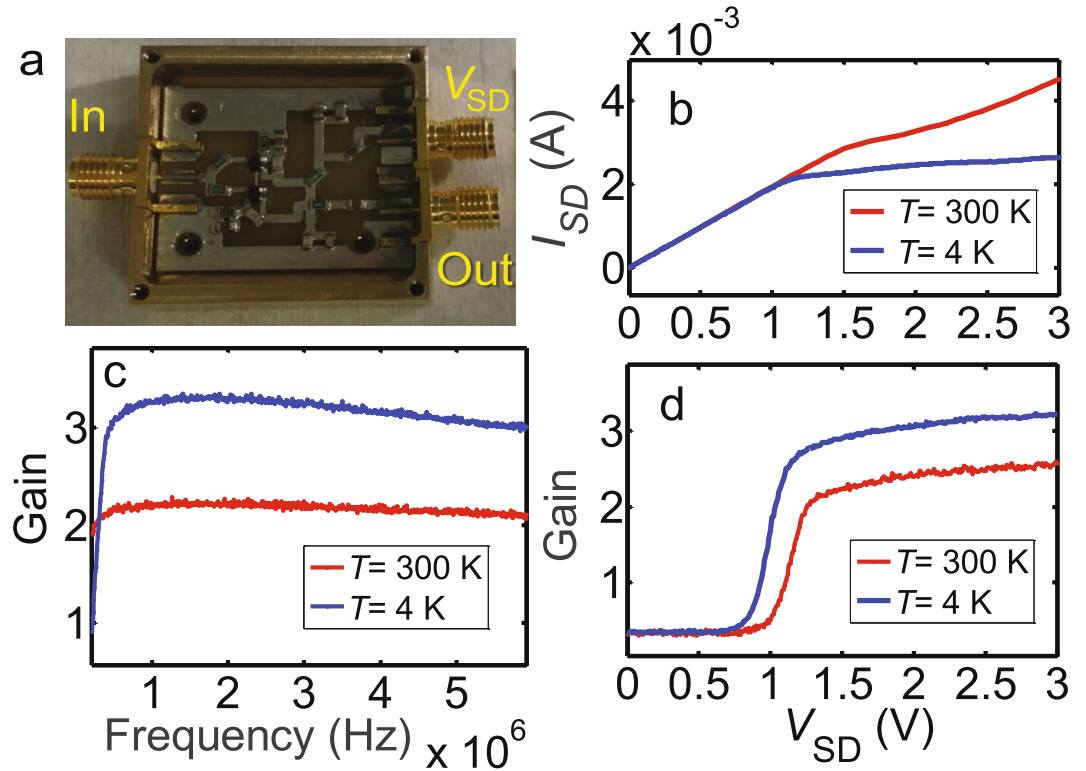 a
In
V_SD
Out
b
x 10^-3
I_SD (A)
4
2
0
T= 300 K
T= 4 K
0 0.5 1 1.5 2 2.5 3
c
Gain
3
2
1
T= 300 K
T= 4 K
1 2 3 4 5
Frequency (Hz) x 10^6
d
Gain
3
2
1
T= 300 K
T= 4 K
0 0.5 1 1.5 2 2.5 3
V_SD (V)